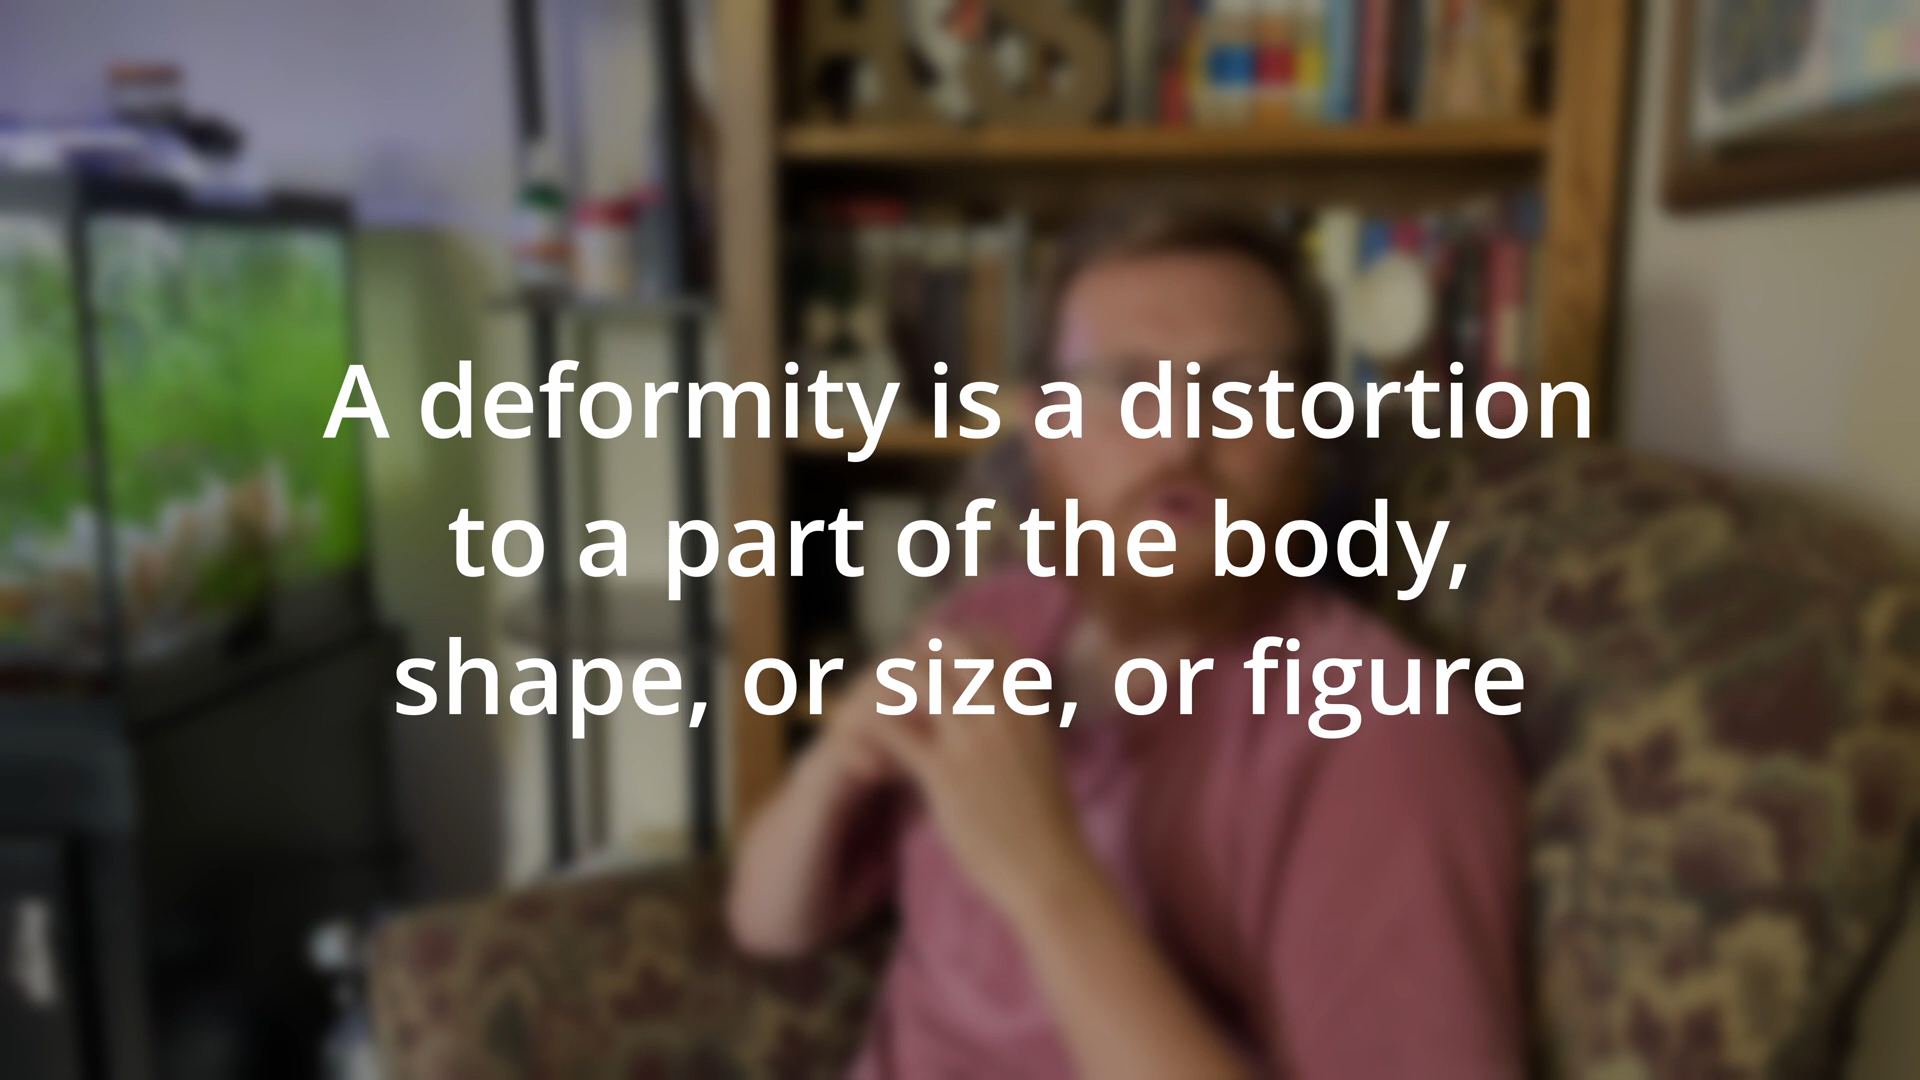 A deformity is a distortion
to a part of the body,
shape, or size, or figure